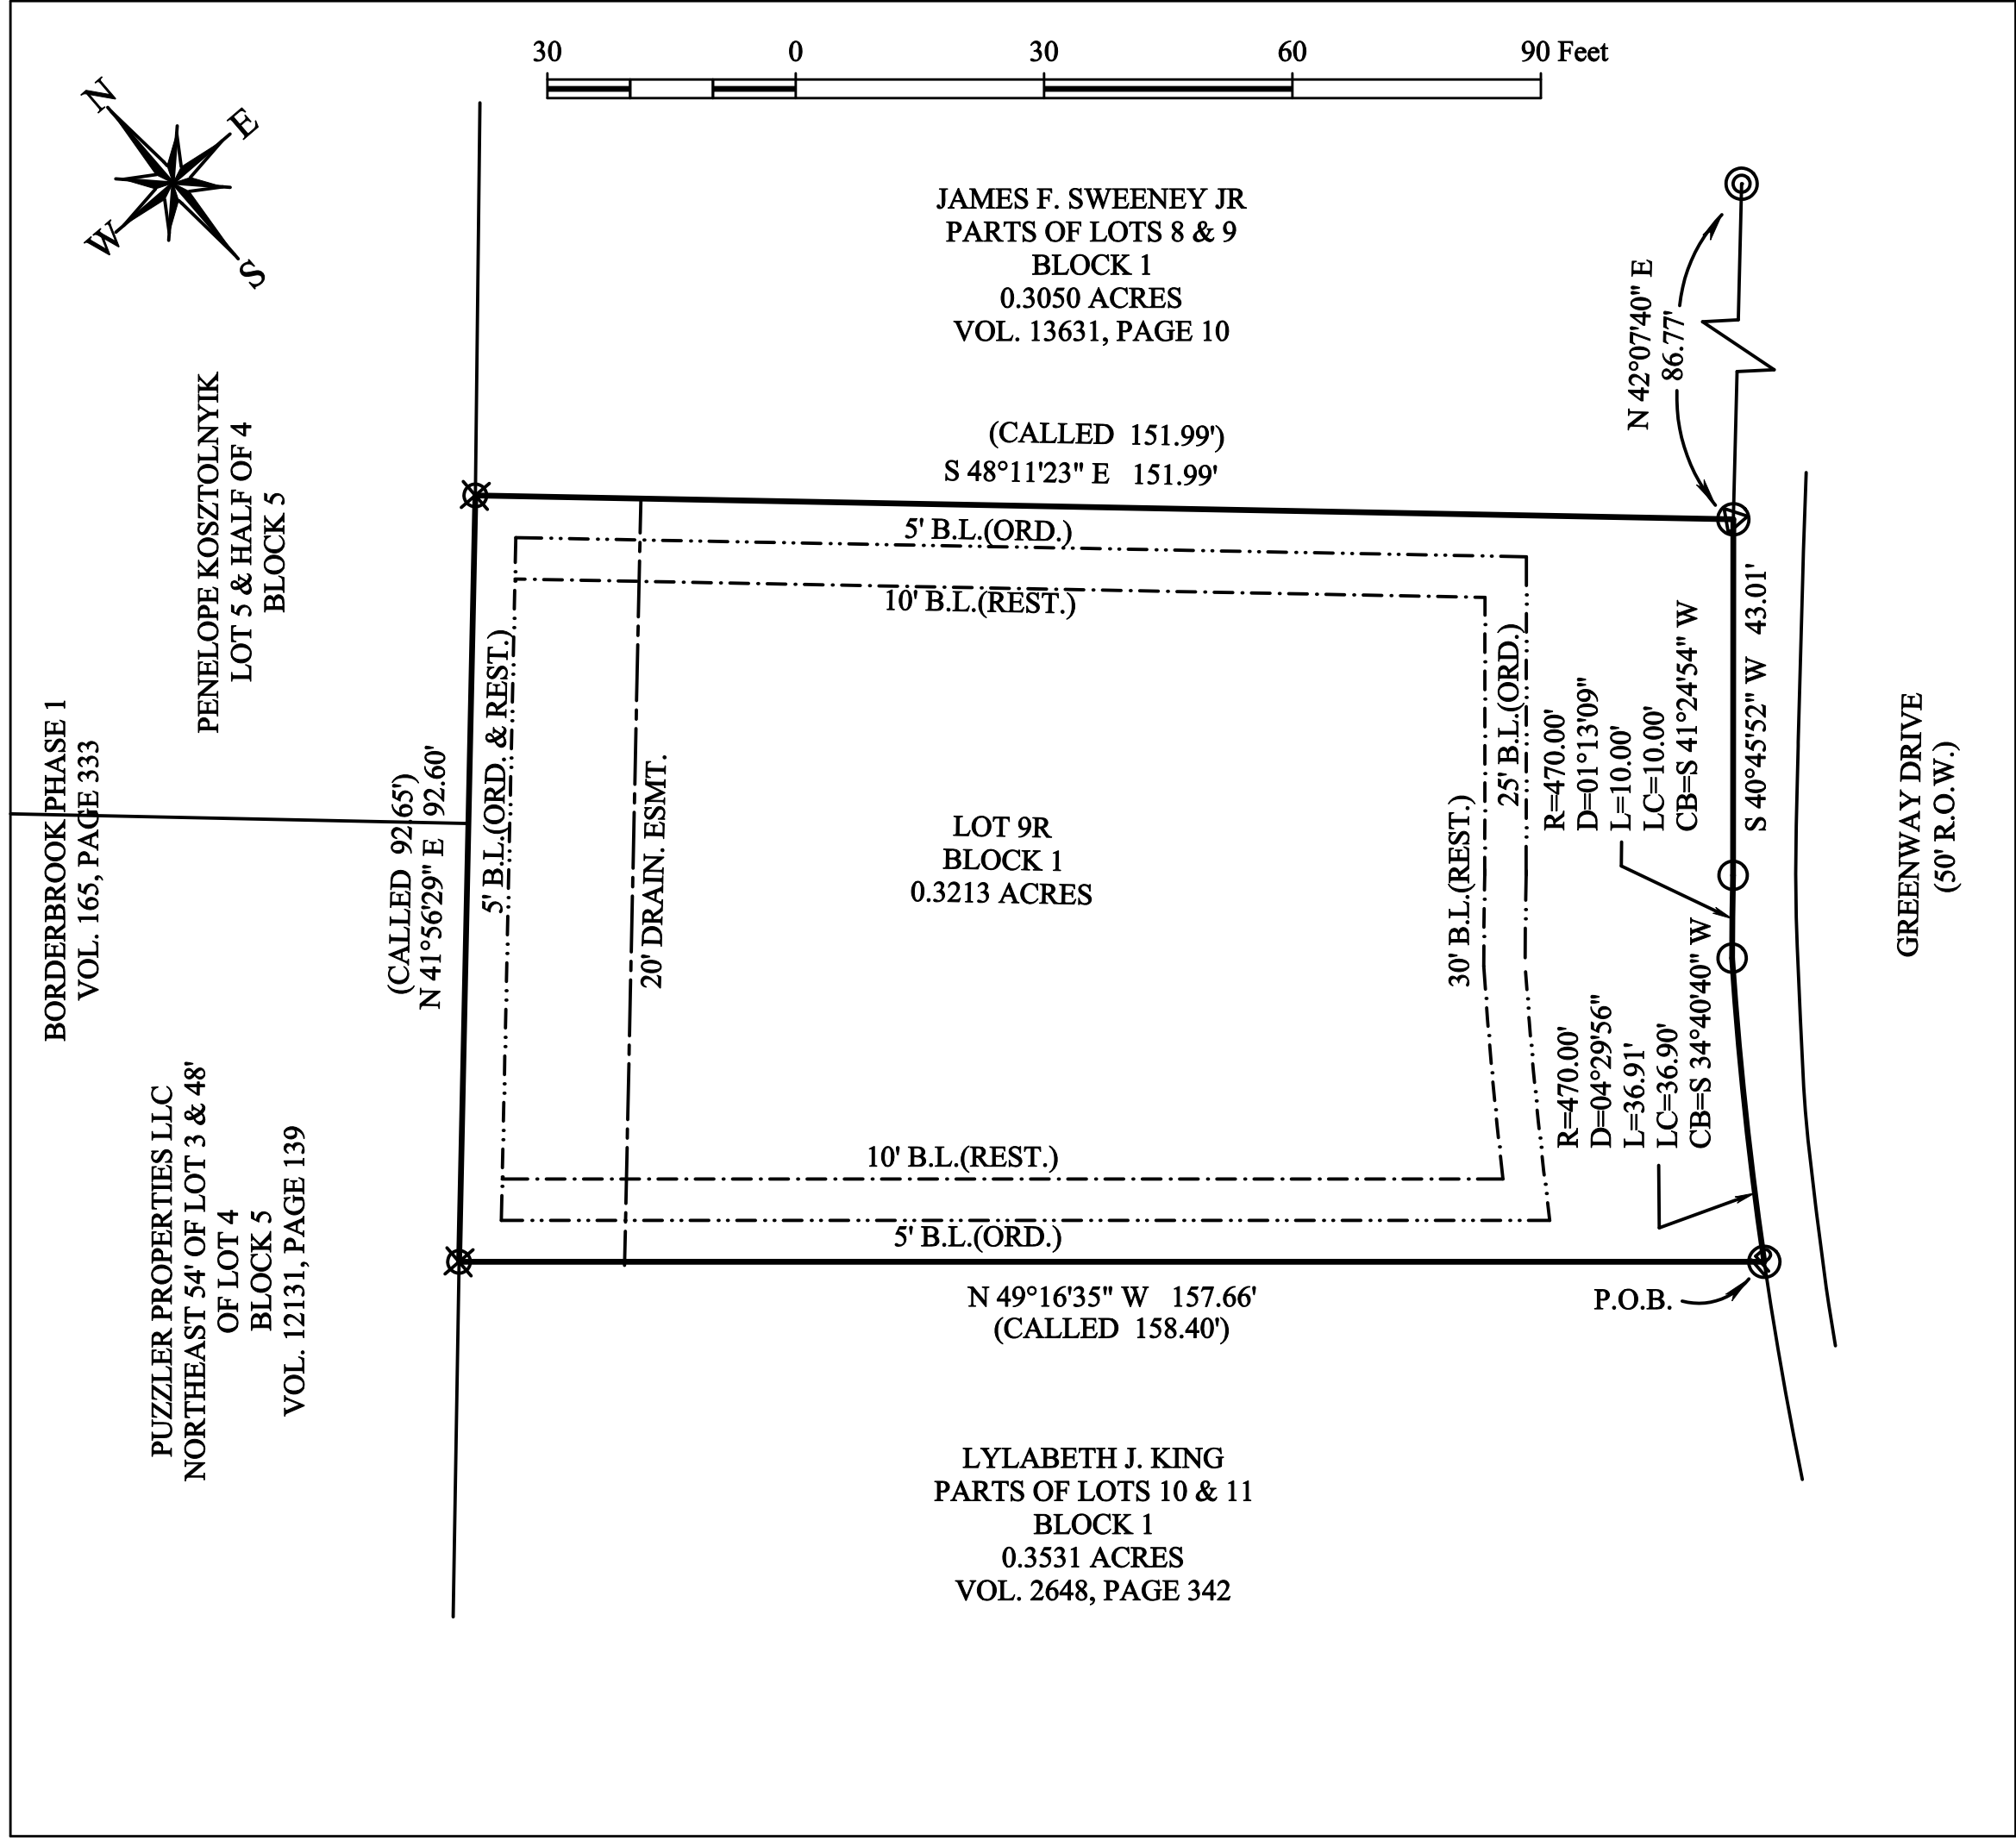 30 0 30 60 90 Feet
N
E
W
S
JAMES F. SWEENEY JR
PARTS OF LOTS 8 & 9
BLOCK 1
0.3050 ACRES
VOL. 13631, PAGE 10
N 42°07'40" E
86.77'
PENELOPE KOSZTOLNYIK
LOT 5 & HALF OF 4
BLOCK 5
(CALLED 151.99')
S 48°11'23" E 151.99'
5' B.L.(ORD.)
10' B.L.(REST.)
BORDERBROOK PHASE 1
VOL. 165, PAGE 333
(CALLED 92.65')
N 41°56'29" E 92.60'
5' B.L.(ORD. & REST.)
20' DRAIN. ESMT.
LOT 9R
BLOCK 1
0.3213 ACRES
30' B.L.(REST.)
25' B.L.(ORD.)
R=470.00'
D=01°13'09"
L=10.00'
LC=10.00'
CB=S 41°24'54" W
S 40°45'52" W 43.01'
GREENWAY DRIVE
(50' R.O.W.)
R=470.00'
D=04°29'56"
L=36.91'
LC=36.90'
CB=S 34°40'40" W
PUZZLER PROPERTIES LLC
NORTHEAST 54' OF LOT 3 & 48'
OF LOT 4
BLOCK 5
VOL. 12131, PAGE 139
10' B.L.(REST.)
5' B.L.(ORD.)
N 49°16'35" W 157.66'
(CALLED 158.40')
P.O.B.
LYLABETH J. KING
PARTS OF LOTS 10 & 11
BLOCK 1
0.3531 ACRES
VOL. 2648, PAGE 342